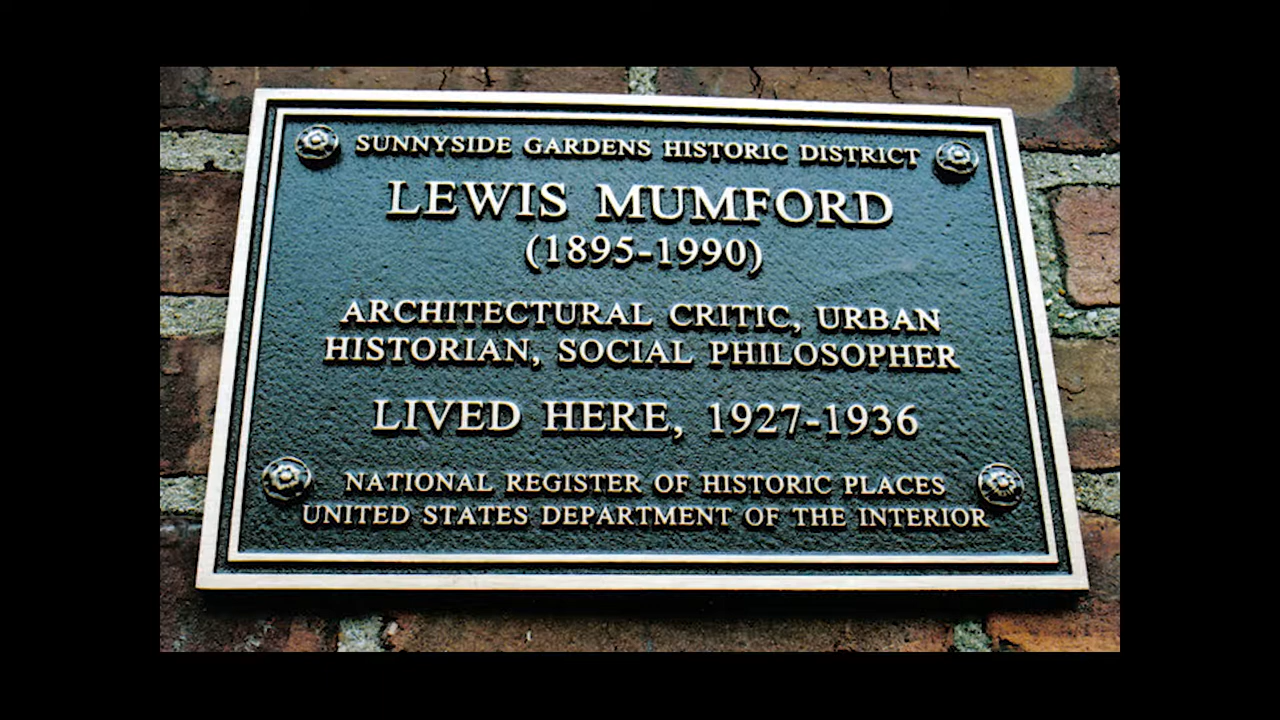 SUNNYSIDE GARDENS HISTORIC DISTRICT
LEWIS MUMFORD
(1895-1990)
ARCHITECTURAL CRITIC, URBAN
HISTORIAN, SOCIAL PHILOSOPHER
LIVED HERE, 1927-1936
NATIONAL REGISTER OF HISTORIC PLACES
UNITED STATES DEPARTMENT OF THE INTERIOR